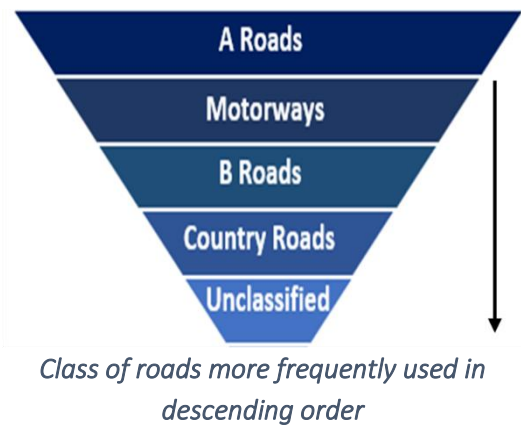 A Roads
Motorways
B Roads
Country Roads
Unclassified
Class of roads more frequently used in
descending order